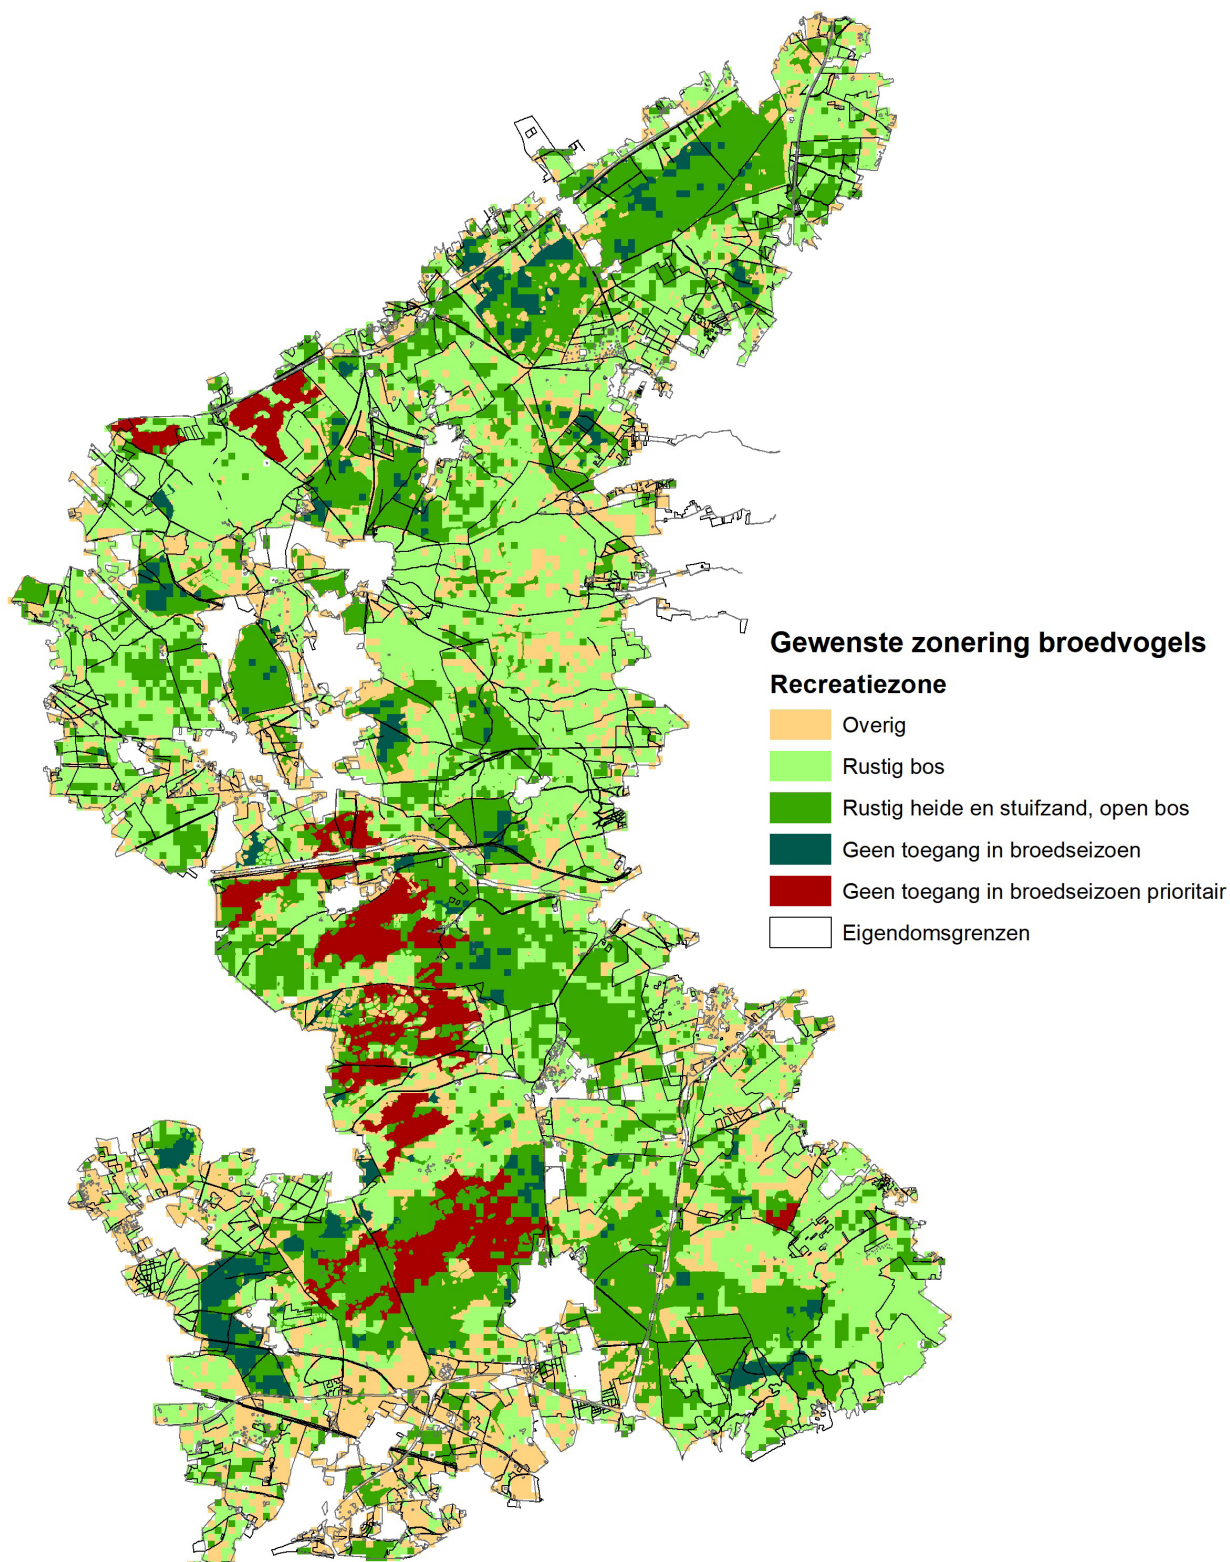 Gewenste zonering broedvogels
Recreatiezone
Overig
Rustig bos
Rustig heide en stuifzand, open bos
Geen toegang in broedseizoen
Geen toegang in broedseizoen prioritair
Eigendomsgrenzen